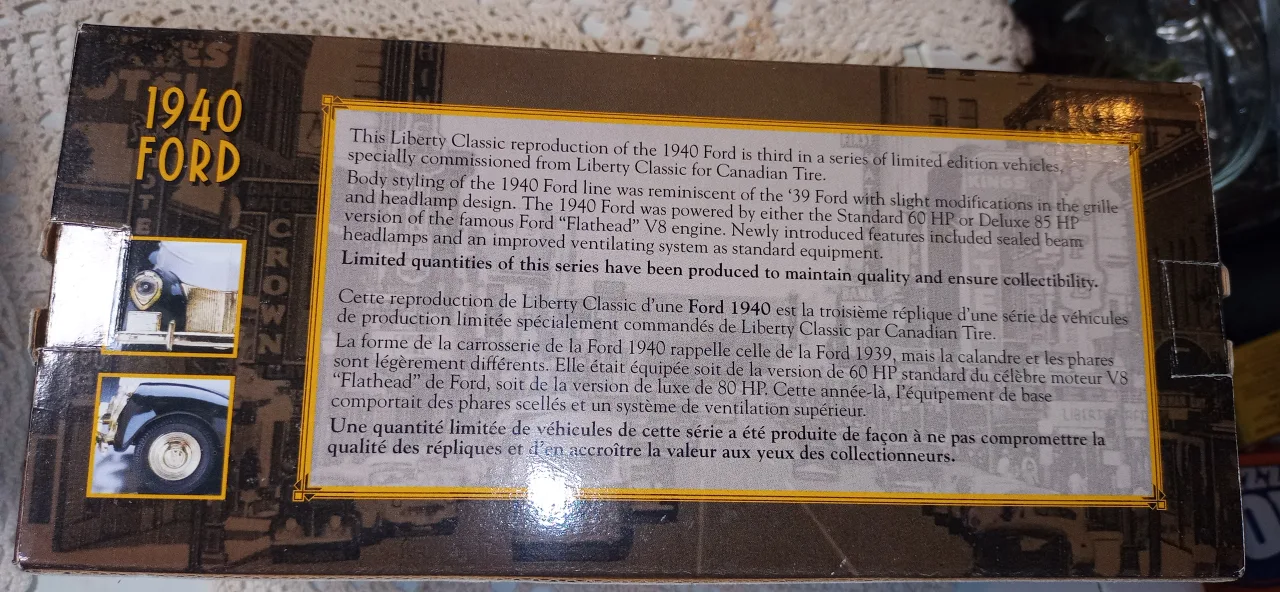 1940
FORD
This Liberty Classic reproduction of the 1940 Ford is third in a series of limited edition vehicles,
specially commissioned from Liberty Classic for Canadian Tire.
Body styling of the 1940 Ford line was reminiscent of the ‘39 Ford with slight modifications in the grille
and headlamp design. The 1940 Ford was powered by either the Standard 60 HP or Deluxe 85 HP
version of the famous Ford “Flathead” V8 engine. Newly introduced features included sealed beam
headlamps and an improved ventilating system as standard equipment.
Limited quantities of this series have been produced to maintain quality and ensure collectibility.
Cette reproduction de Liberty Classic d’une Ford 1940 est la troisième réplique d’une série de véhicules
de production limitée spécialement commandés de Liberty Classic par Canadian Tire.
La forme de la carrosserie de la Ford 1940 rappelle celle de la Ford 1939, mais la calandre et les phares
sont légèrement différents. Elle était équipée soit de la version de 60 HP standard du célèbre moteur V8
“Flathead” de Ford, soit de la version de luxe de 80 HP. Cette année-là, l’équipement de base
comportait des phares scellés et un système de ventilation supérieur.
Une quantité limitée de véhicules de cette série a été produite de façon à ne pas compromettre la
qualité des répliques et d’en accroître la valeur aux yeux des collectionneurs.
CROWN